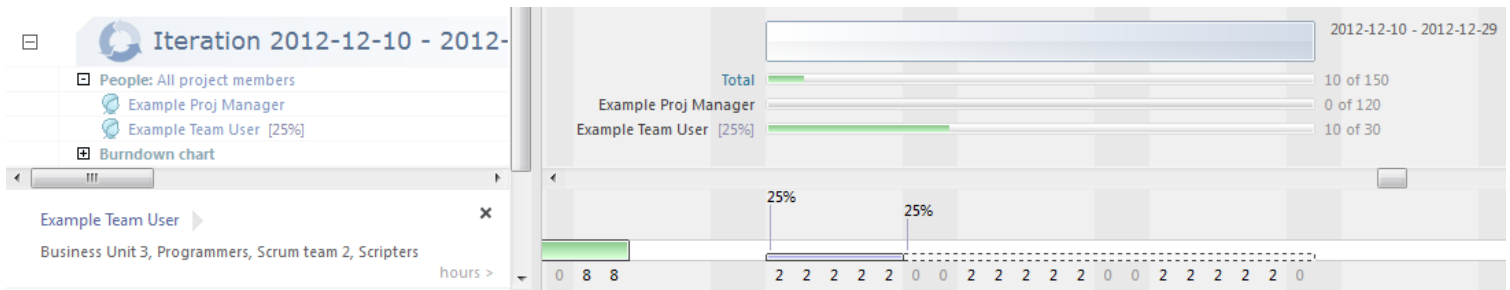 Iteration 2012-12-10 - 2012-
2012-12-10 - 2012-12-29
People: All project members
Total
10 of 150
Example Proj Manager
Example Proj Manager
0 of 120
Example Team User [25%]
Example Team User [25%]
10 of 30
Burndown chart
25%
25%
Example Team User
Business Unit 3, Programmers, Scrum team 2, Scripters
hours >
0 8 8 2 2 2 2 2 0 0 2 2 2 2 2 0 0 2 2 2 2 2 0